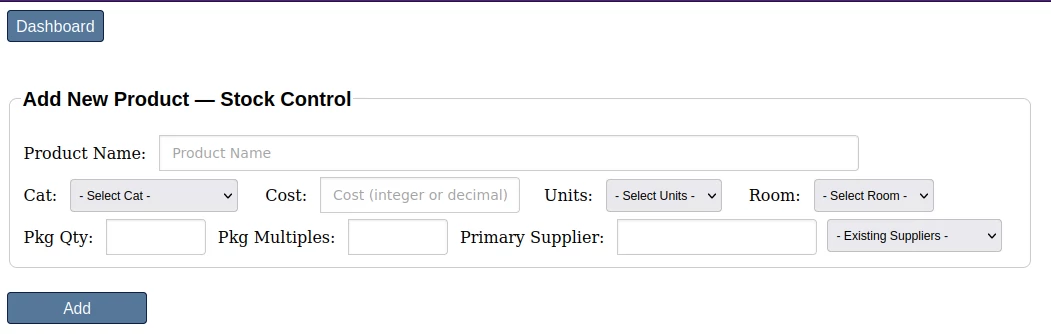 Dashboard
Add New Product — Stock Control
Product Name: Product Name
Cat: - Select Cat - Cost: Cost (integer or decimal) Units: - Select Units - Room: - Select Room -
Pkg Qty: Pkg Multiples: Primary Supplier: - Existing Suppliers -
Add